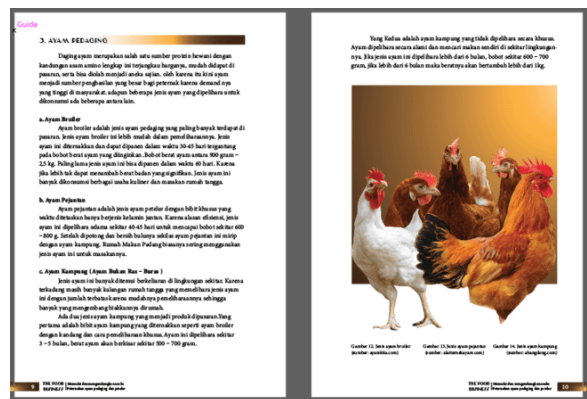 Guide
3. AYAM PEDAGING
Daging ayam merupakan salah satu sumber protein hewani dengan
kandungan asam amino lengkap ini terjangkau harganya, mudah didapat di
pasaran, serta bisa diolah menjadi aneka sajian. oleh karena itu kini ayam
menjadi sumber penghasilan yang besar bagi peternak karena demand nya
yang tinggi di masyarakat. adapun beberapa jenis ayam yang dipelihara untuk
dikonsumsi ada beberapa antara lain.
a. Ayam Broiler
Ayam broiler adalah jenis ayam pedaging yang paling banyak terdapat di
pasaran. Jenis ayam broiler ini lebih mudah dalam pemeliharaannya. Jenis
ayam ini diternakkan dan dapat dipanen dalam waktu 30-45 hari tergantung
pada bobot berat ayam yang diinginkan. Bobot berat ayam antara 500 gram –
2,5 kg. Paling lama jenis ayam ini bisa dipanen dalam waktu 60 hari. Karena
jika lebih tak dapat menambah berat badan yang signifikan. Jenis ayam ini
banyak dikonsumsi berbagai usaha kuliner dan masakan rumah tangga.
b. Ayam Pejantan
Ayam pejantan adalah jenis ayam petelur dengan bibit khusus yang
waktu ditetaskan hanya berjenis kelamin jantan. Karena alasan efisiensi, jenis
ayam ini dipelihara selama sekitar 40-45 hari untuk mencapai bobot sekitar 600
– 800 g. Setelah dipotong dan bersih bulunya sekilas ayam pejantan ini mirip
dengan ayam kampung. Rumah Makan Padang biasanya sering menggunakan
jenis ayam ini untuk masakannya.
c. Ayam Kampung (Ayam Bukan Ras – Buras)
Jenis ayam ini banyak ditemui berkeliaran di lingkungan sekitar. Karena
terkadang masih banyak kalangan rumah tangga yang memelihara jenis ayam
ini dengan jumlah terbatas karena mudahnya pemeliharaannya sehingga
banyak yang mengembang biakkannya dirumah.
Ada dua jenis ayam kampung yang menjadi produk dipasaran. Yang
pertama adalah bibit ayam kampung yang diternakkan seperti ayam broiler
dengan kandang dan cara pemeliharaan khusus. Ayam ini dipelihara sekitar
3 – 5 bulan, berat ayam akan berkisar sekitar 500 – 700 gram.
9
THE FOOD
BUSINESS
Yang Kedua adalah ayam kampung yang tidak dipelihara secara khusus.
Ayam dipelihara secara alami dan mencari makan sendiri di sekitar lingkungan-
nya. Jika jenis ayam ini dipelihara lebih dari 6 bulan, bobot sekitar 600 – 700
gram, jika lebih dari 6 bulan maka beratnya akan bertambah lebih dari 1kg.
Gambar 12. Jenis ayam broiler
Gambar 13. Jenis ayam pejantan
Gambar 14. Jenis ayam kampung
THE FOOD
BUSINESS
10